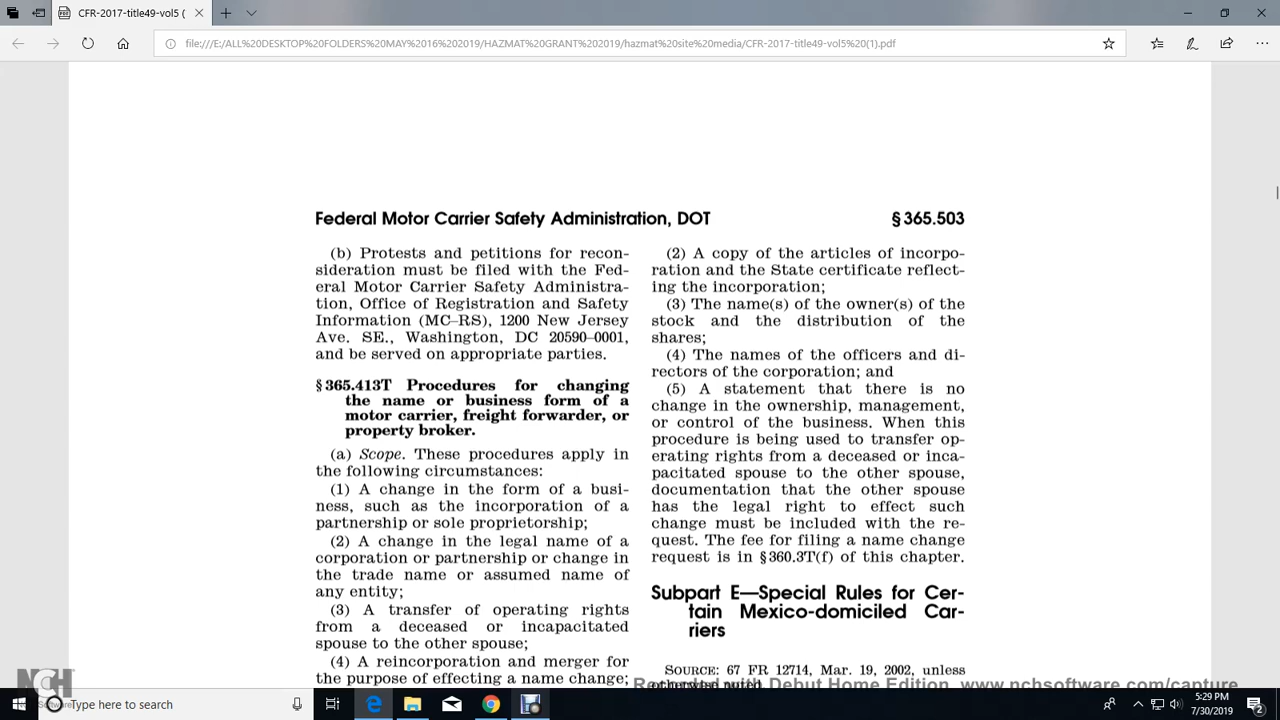 CFR-2017-title49-vol5 (
file:///E:/ALL%20DESKTOP%20FOLDERS%20MAY%2016%202019/HAZMAT%20GRANT%202019/hazmat%20site%20media/CFR-2017-title49-vol5%20(1).pdf
Federal Motor Carrier Safety Administration, DOT
§ 365.503
(b) Protests and petitions for recon-
sideration must be filed with the Fed-
eral Motor Carrier Safety Administra-
tion, Office of Registration and Safety
Information (MC–RS), 1200 New Jersey
Ave. SE., Washington, DC 20590–0001,
and be served on appropriate parties.
§ 365.413T Procedures for changing
the name or business form of a
motor carrier, freight forwarder, or
property broker.
(a) Scope. These procedures apply in
the following circumstances:
(1) A change in the form of a busi-
ness, such as the incorporation of a
partnership or sole proprietorship;
(2) A change in the legal name of a
corporation or partnership or change in
the trade name or assumed name of
any entity;
(3) A transfer of operating rights
from a deceased or incapacitated
spouse to the other spouse;
(4) A reincorporation and merger for
the purpose of effecting a name change;
(2) A copy of the articles of incorpo-
ration and the State certificate reflect-
ing the incorporation;
(3) The name(s) of the owner(s) of the
stock and the distribution of the
shares;
(4) The names of the officers and di-
rectors of the corporation; and
(5) A statement that there is no
change in the ownership, management,
or control of the business. When this
procedure is being used to transfer op-
erating rights from a deceased or inca-
pacitated spouse to the other spouse,
documentation that the other spouse
has the legal right to effect such
change must be included with the re-
quest. The fee for filing a name change
request is in § 360.3T(f) of this chapter.
Subpart E—Special Rules for Cer-
tain Mexico-domiciled Car-
riers
SOURCE: 67 FR 12714, Mar. 19, 2002, unless
otherwise noted
Recorded with Debut Home Edition www.nchsoftware.com/capture
NCH
Software
Type here to search
5:29 PM
7/30/2019